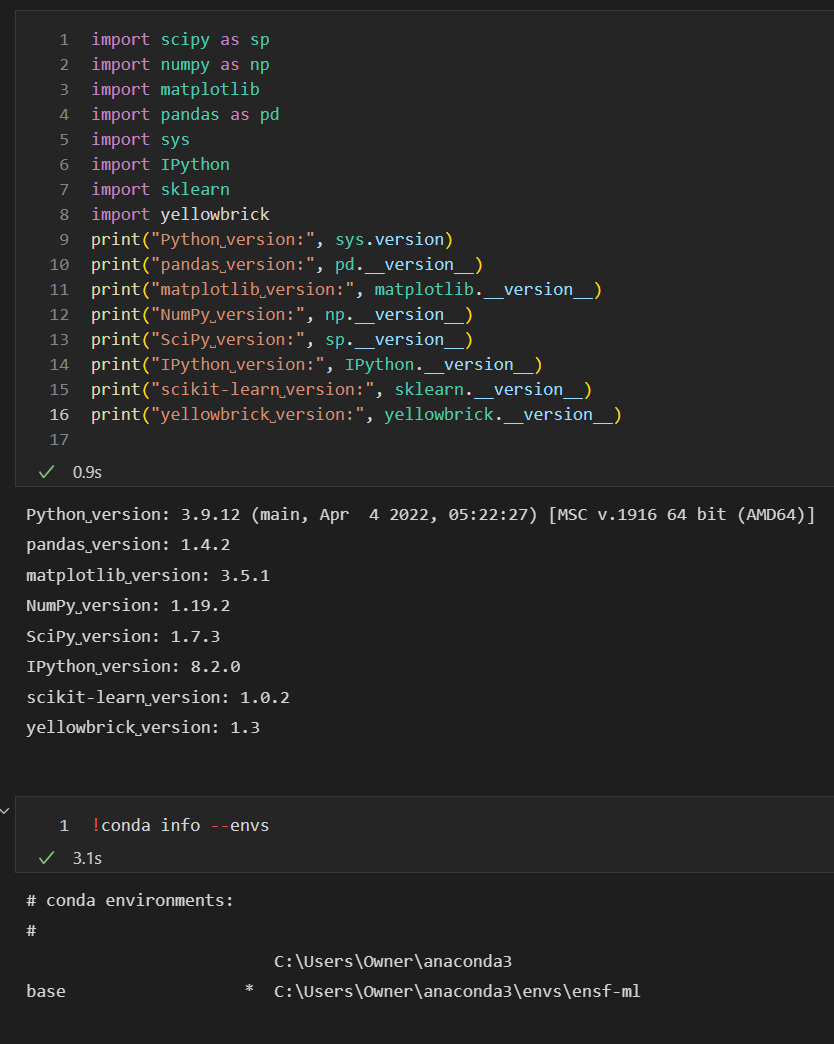 1 import scipy as sp
2 import numpy as np
3 import matplotlib
4 import pandas as pd
5 import sys
6 import IPython
7 import sklearn
8 import yellowbrick
9 print("Python␣version:", sys.version)
10 print("pandas␣version:", pd.__version__)
11 print("matplotlib␣version:", matplotlib.__version__)
12 print("NumPy␣version:", np.__version__)
13 print("SciPy␣version:", sp.__version__)
14 print("IPython␣version:", IPython.__version__)
15 print("scikit-learn␣version:", sklearn.__version__)
16 print("yellowbrick␣version:", yellowbrick.__version__)
17
0.9s
Python␣version: 3.9.12 (main, Apr  4 2022, 05:22:27) [MSC v.1916 64 bit (AMD64)]
pandas␣version: 1.4.2
matplotlib␣version: 3.5.1
NumPy␣version: 1.19.2
SciPy␣version: 1.7.3
IPython␣version: 8.2.0
scikit-learn␣version: 1.0.2
yellowbrick␣version: 1.3
1 !conda info --envs
3.1s
# conda environments:
#
C:\Users\Owner\anaconda3
base * C:\Users\Owner\anaconda3\envs\ensf-ml